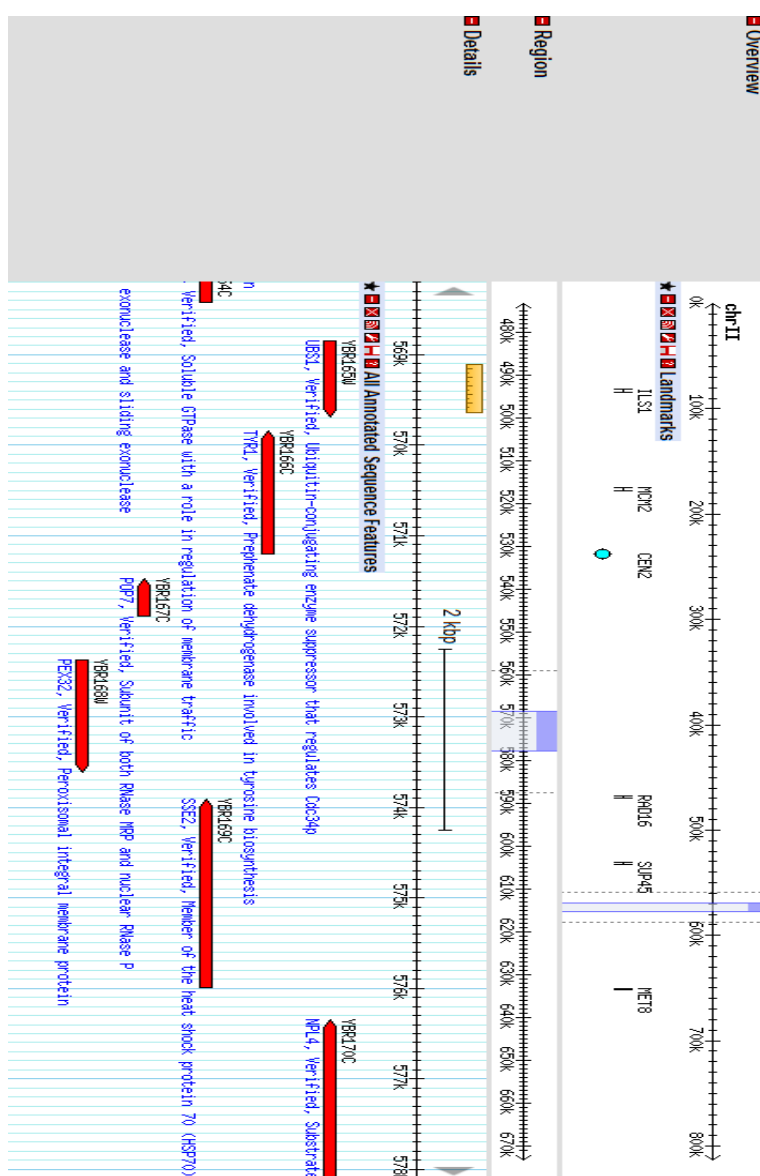 Overview
chrII
0k 100k 200k 300k 400k 500k 600k 700k 800k
Landmarks
ILS1 MCM2 CEN2 RAD16 SUP45 MET8
Region
480k 490k 500k 510k 520k 530k 540k 550k 560k 570k 580k 590k 600k 610k 620k 630k 640k 650k 660k 670k
Details
2 kbp
569k 570k 571k 572k 573k 574k 575k 576k 577k 578
All Annotated Sequence Features
YBR165W
UBS1, Verified, Ubiquitin-conjugating enzyme suppressor that regulates Cdc34p
YBR170C
NPL4, Verified, Substrate
YBR166C
TYR1, Verified, Prephenate dehydrogenase involved in tyrosine biosynthesis
n
64C
. Verified, Soluble GTPase with a role in regulation of membrane traffic
YBR169C
SSE2, Verified, Member of the heat shock protein 70 (HSP70)
YBR167C
POP7, Verified, Subunit of both RNase MRP and nuclear RNase P
exonuclease and sliding exonuclease
YBR168W
PEX32, Verified, Peroxisomal integral membrane protein